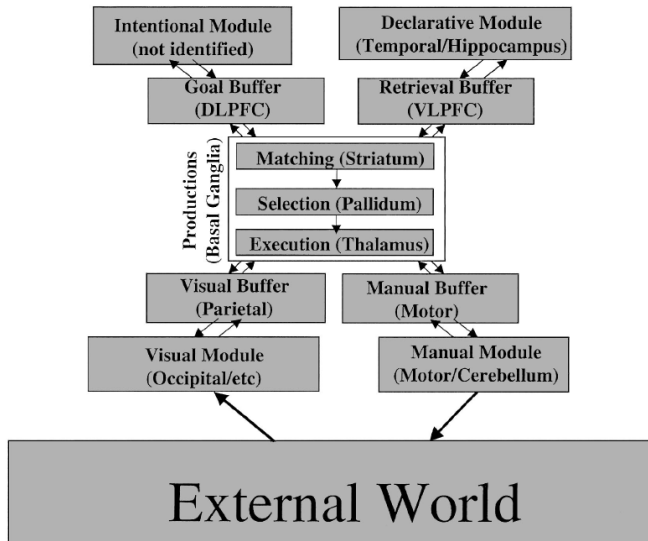 Intentional Module
(not identified)
Declarative Module
(Temporal/Hippocampus)
Goal Buffer
(DLPFC)
Retrieval Buffer
(VLPFC)
Productions
(Basal Ganglia)
Matching (Striatum)
Selection (Pallidum)
Execution (Thalamus)
Visual Buffer
(Parietal)
Manual Buffer
(Motor)
Visual Module
(Occipital/etc)
Manual Module
(Motor/Cerebellum)
External World